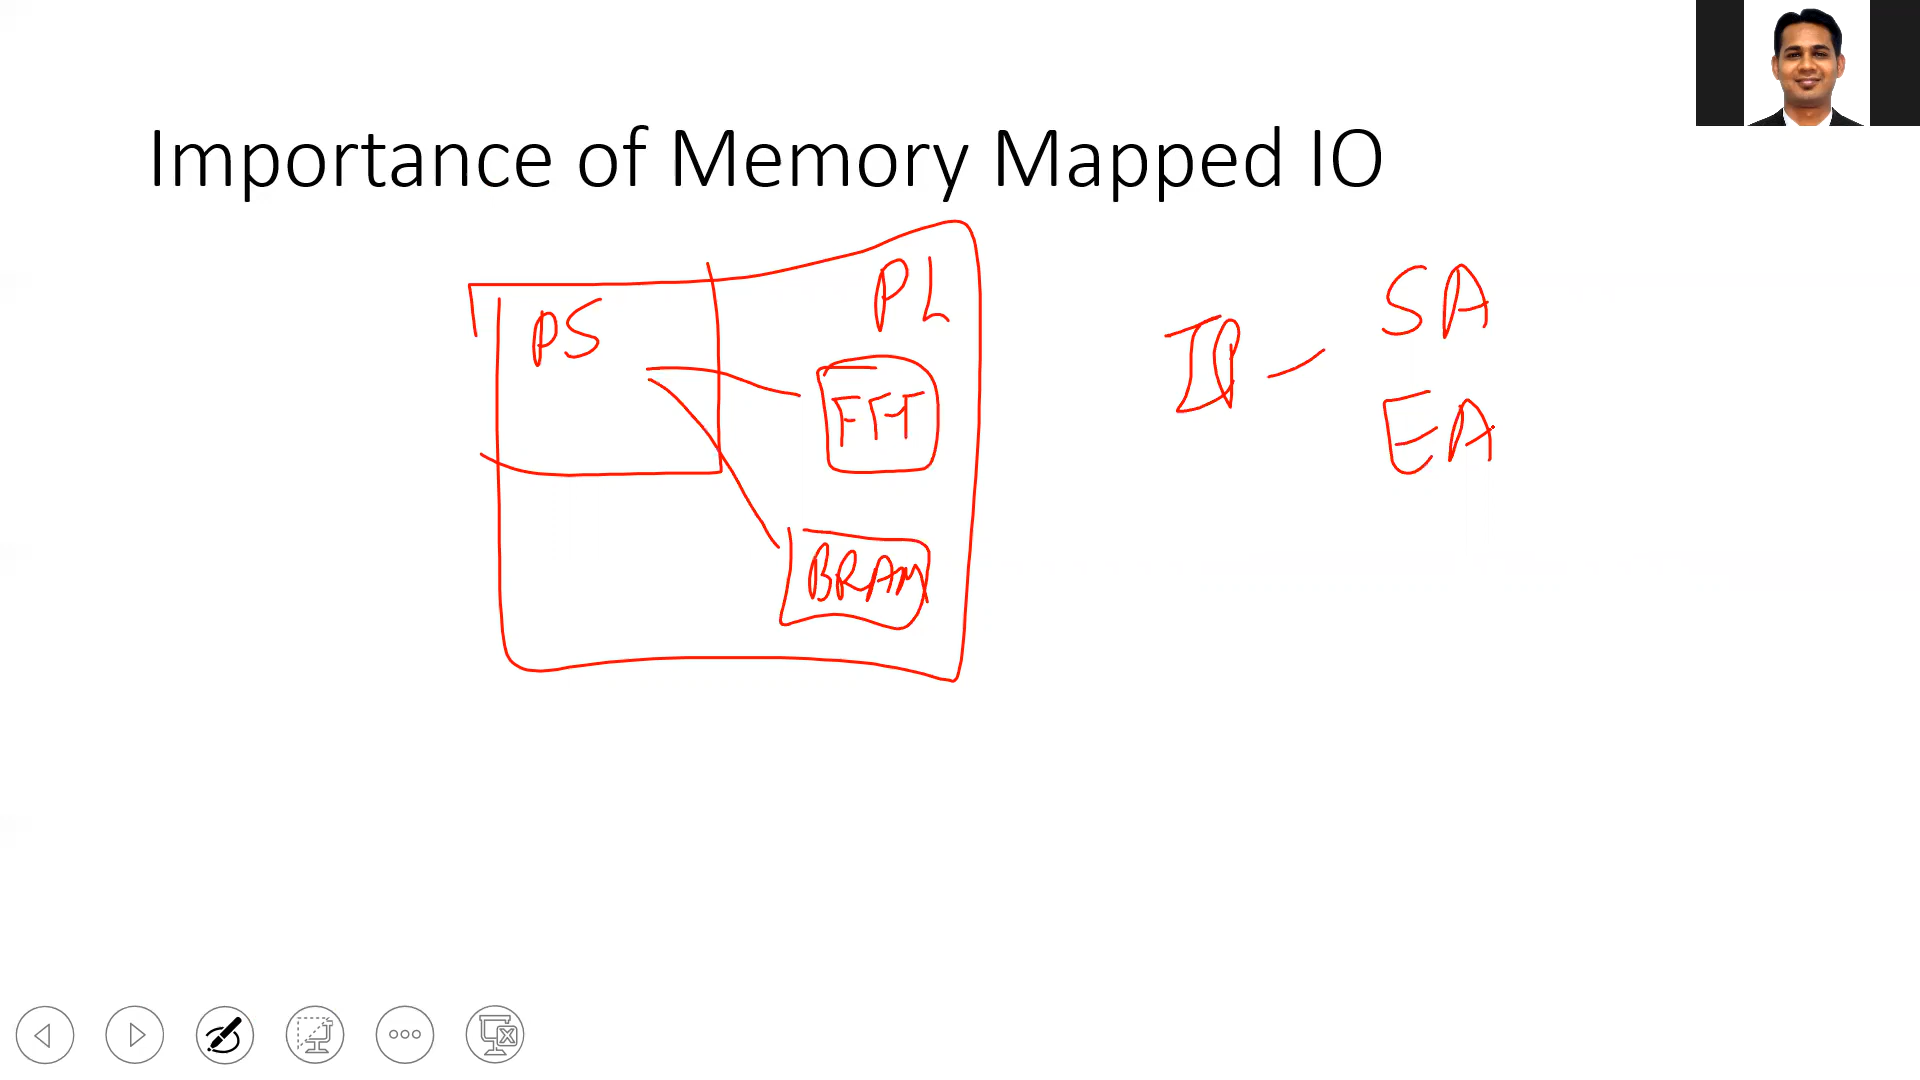 Importance of Memory Mapped IO
PS
PL
FFT
BRAM
IP - SA
EA